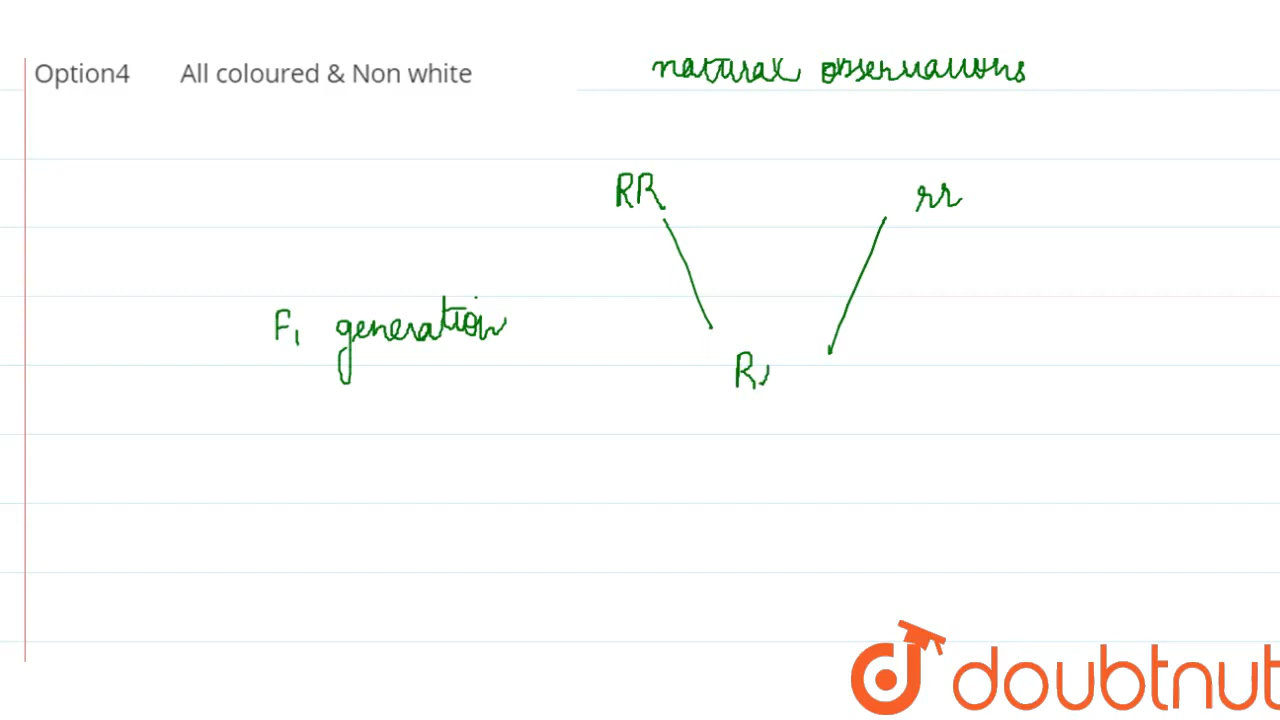 Option4 All coloured & Non white
natural observations
RR rr
F1 generation
Rr
doubtnut